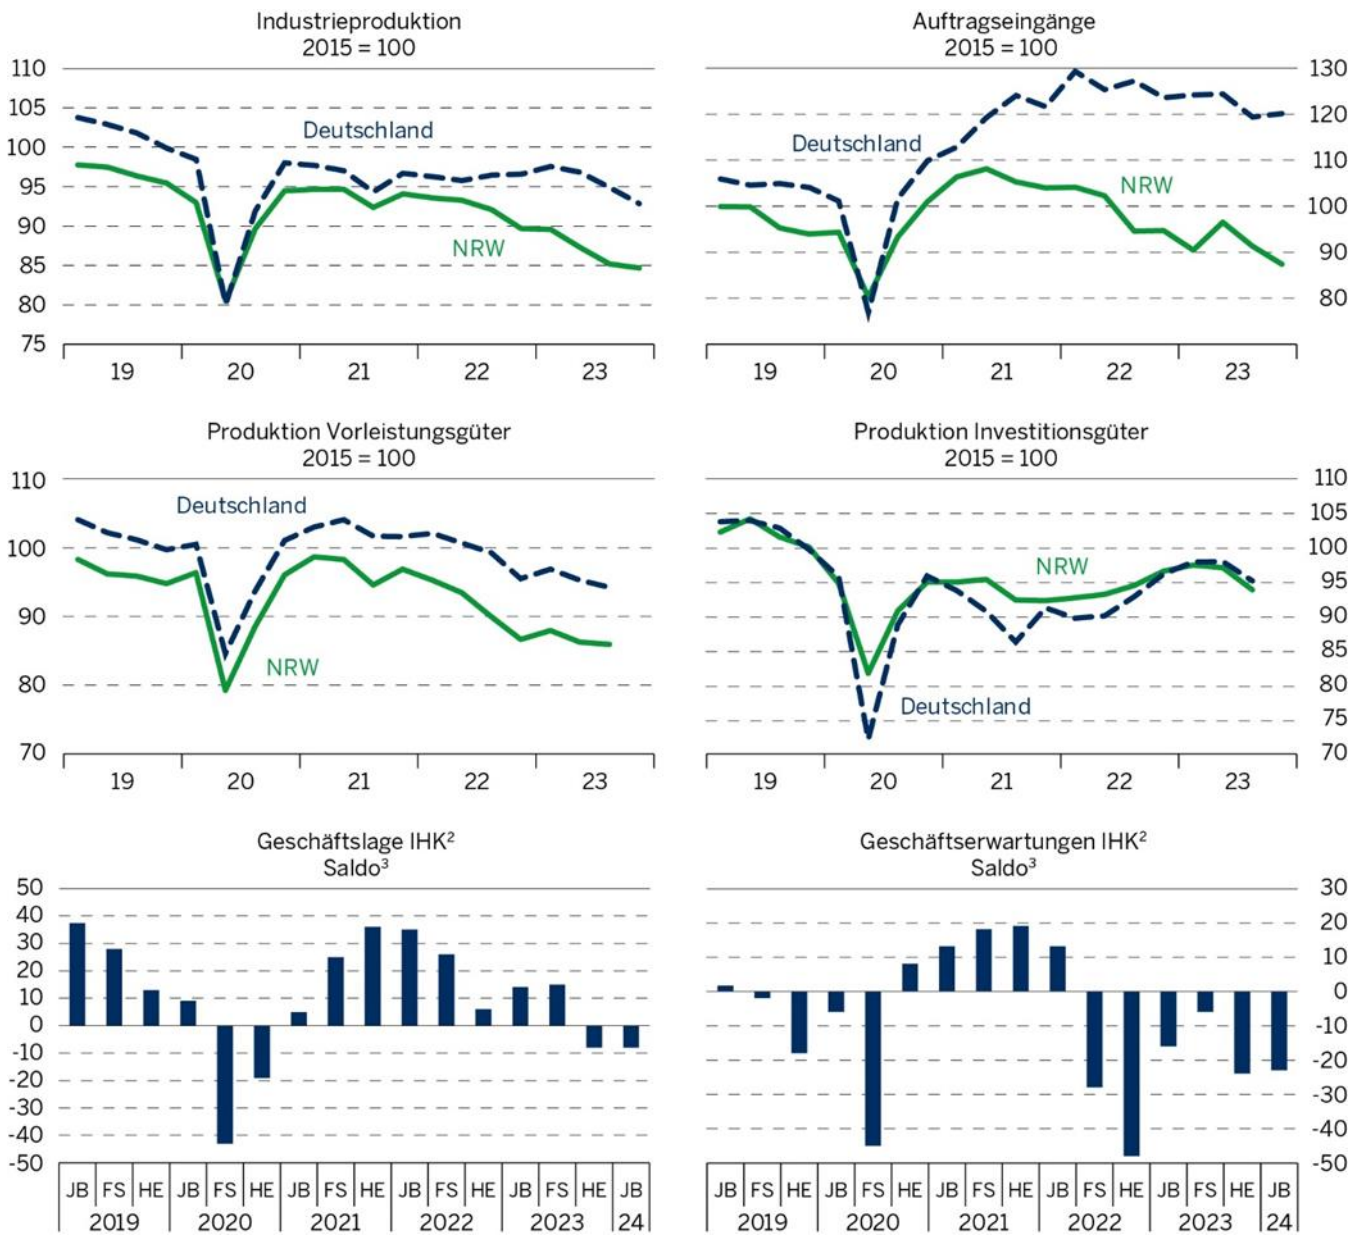 Industrieproduktion
2015 = 100
110
105
100
95
90
85
80
75
Deutschland
NRW
19 20 21 22 23
Auftragseingänge
2015 = 100
130
120
110
100
90
80
Deutschland
NRW
19 20 21 22 23
Produktion Vorleistungsgüter
2015 = 100
110
100
90
80
70
Deutschland
NRW
19 20 21 22 23
Produktion Investitionsgüter
2015 = 100
110
105
100
95
90
85
80
75
70
NRW
Deutschland
19 20 21 22 23
Geschäftslage IHK²
Saldo³
50
40
30
20
10
0
-10
-20
-30
-40
-50
JB FS HE JB FS HE JB FS HE JB FS HE JB FS HE JB
2019 2020 2021 2022 2023 24
Geschäftserwartungen IHK²
Saldo³
30
20
10
0
-10
-20
-30
-40
-50
JB FS HE JB FS HE JB FS HE JB FS HE JB FS HE JB
2019 2020 2021 2022 2023 24